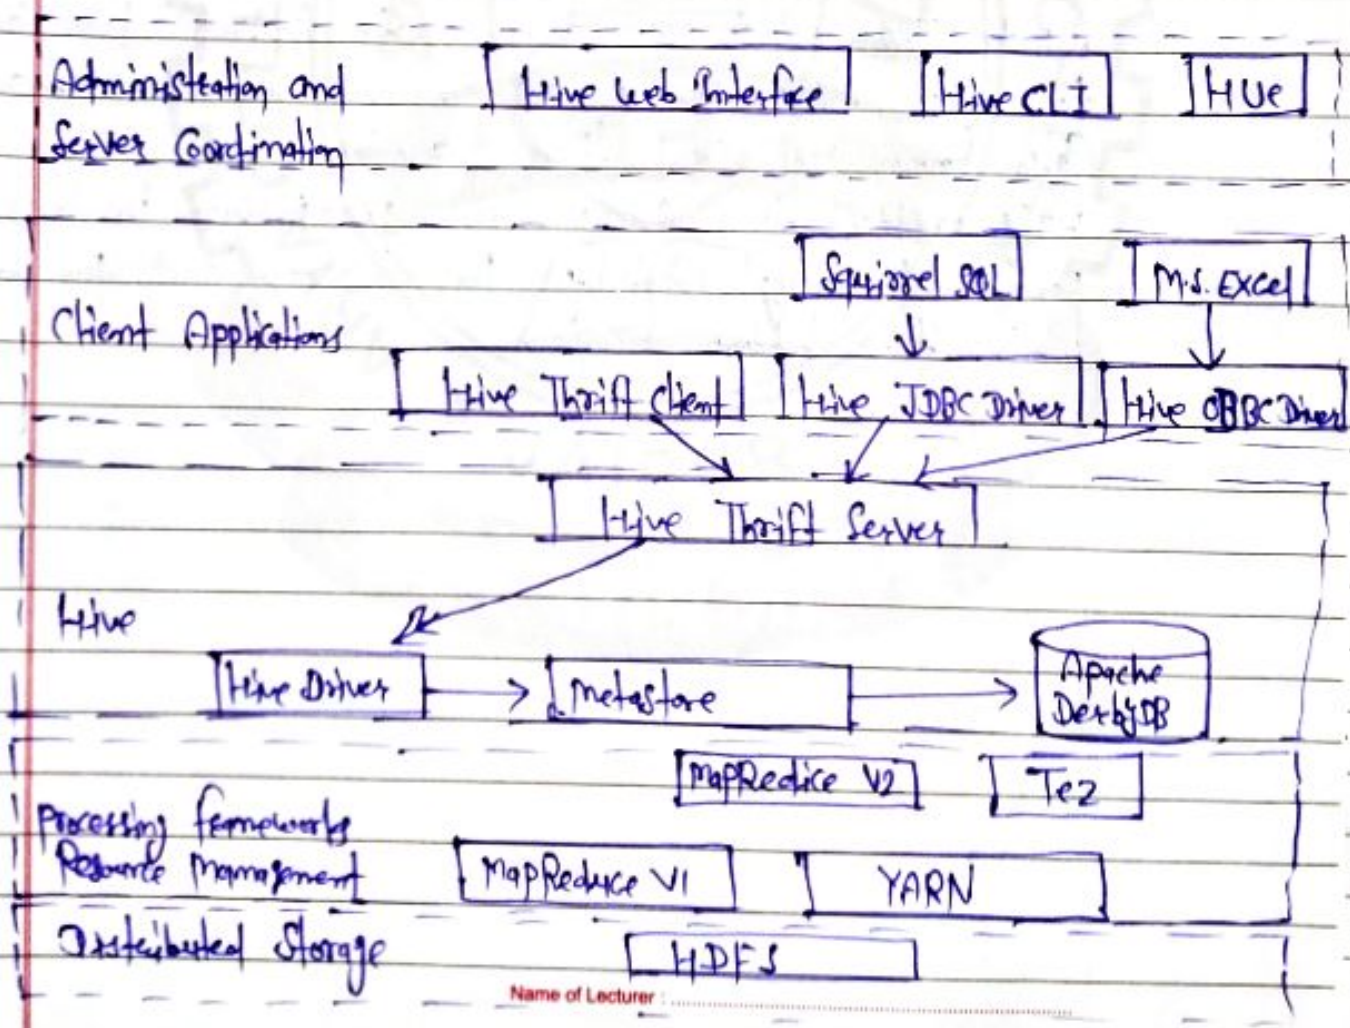 Administration and
Server Coordination
Hive Web Interface
Hive CLI
HUe
Squirrel SQL
M.S. Excel
Client Applications
Hive Thrift Client
Hive JDBC Driver
Hive ODBC Driver
Hive Thrift Server
Hive
Hive Driver
Metastore
Apache
DerbyDB
MapReduce V2
Tez
Processing frameworks
Resource Management
MapReduce V1
YARN
Distributed Storage
HDFS
Name of Lecturer :